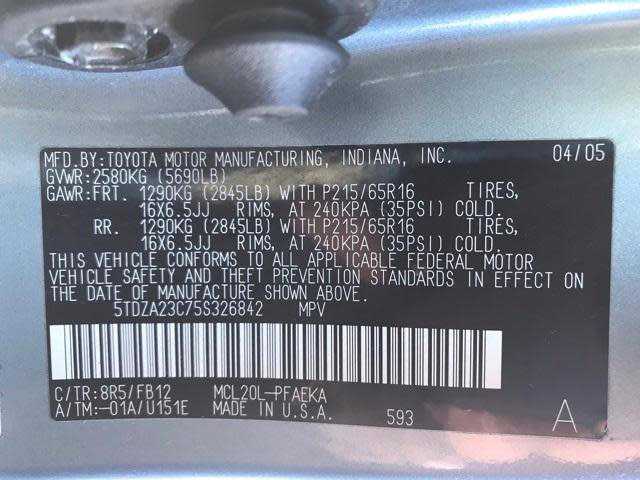 MFD.BY:TOYOTA MOTOR MANUFACTURING, INDIANA, INC. 04/05
GVWR:2580KG (5690LB)
GAWR:FRT. 1290KG (2845LB) WITH P215/65R16 TIRES,
16X6.5JJ RIMS, AT 240KPA (35PSI) COLD.
RR. 1290KG (2845LB) WITH P215/65R16 TIRES,
16X6.5JJ RIMS, AT 240KPA (35PSI) COLD.
THIS VEHICLE CONFORMS TO ALL APPLICABLE FEDERAL MOTOR
VEHICLE SAFETY AND THEFT PREVENTION STANDARDS IN EFFECT ON
THE DATE OF MANUFACTURE SHOWN ABOVE.
5TDZA23C75S326842 MPV
C/TR:8R5/FB12 MCL20L-PFAEKA
A/TM:-01A/U151E MADE IN U.S.A. 593 A